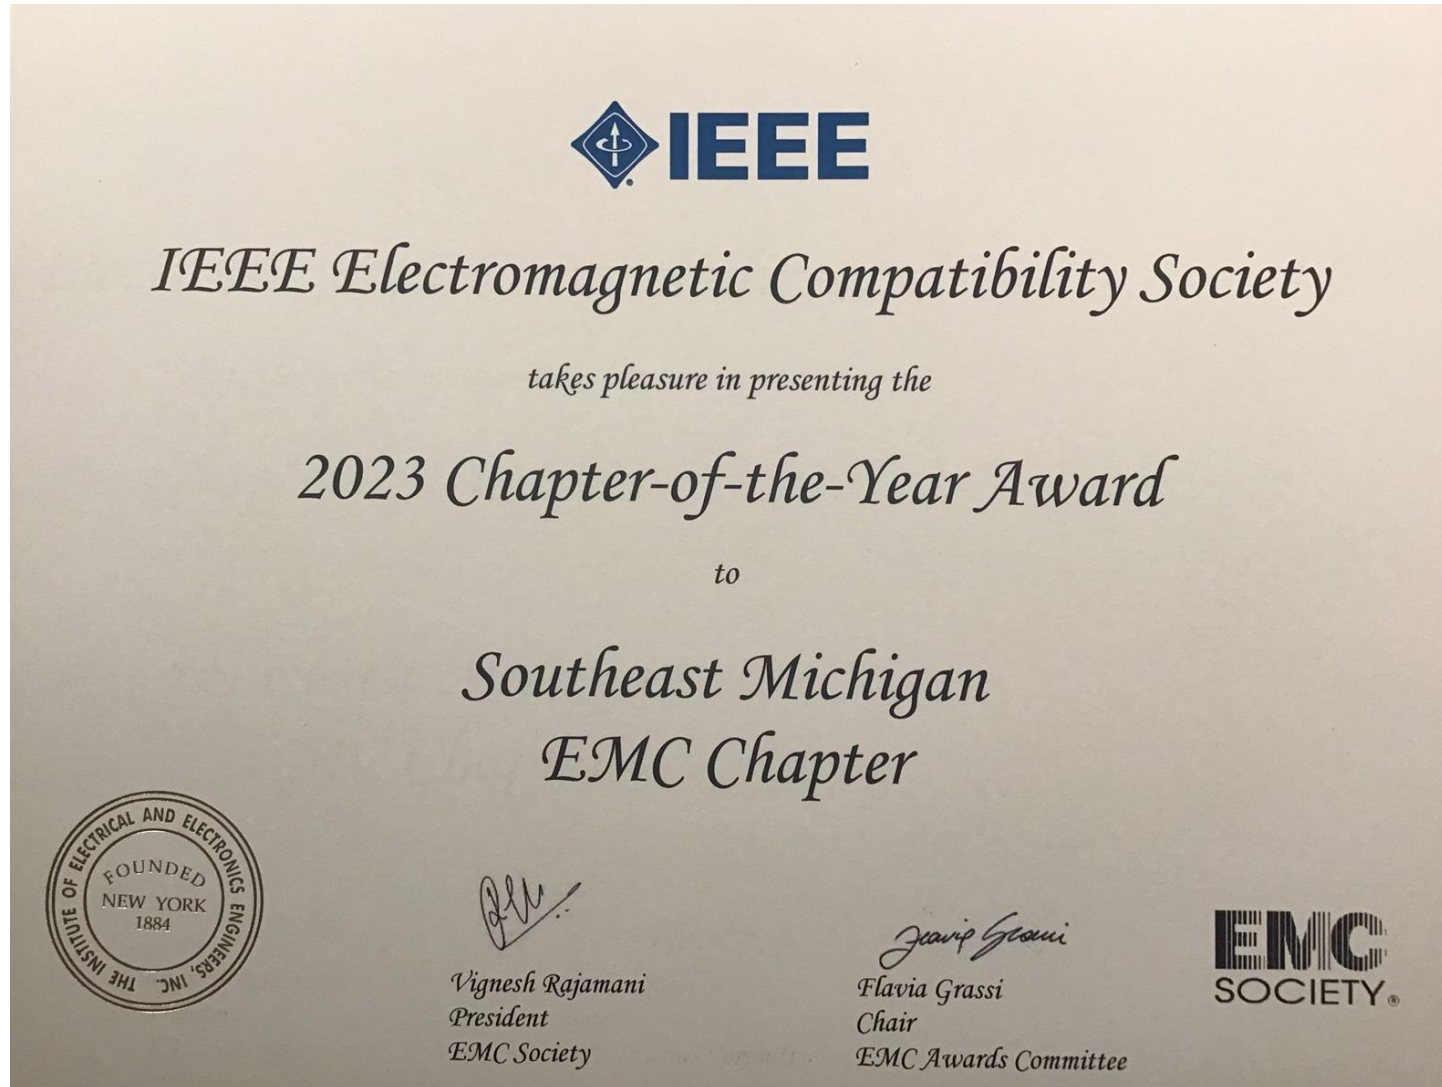 IEEE
IEEE Electromagnetic Compatibility Society
takes pleasure in presenting the
2023 Chapter-of-the-Year Award
to
Southeast Michigan
EMC Chapter
THE INSTITUTE OF ELECTRICAL AND ELECTRONICS ENGINEERS, INC.
FOUNDED
NEW YORK
1884
Vignesh Rajamani
President
EMC Society
Flavia Grassi
Flavia Grassi
Chair
EMC Awards Committee
EMC
SOCIETY®